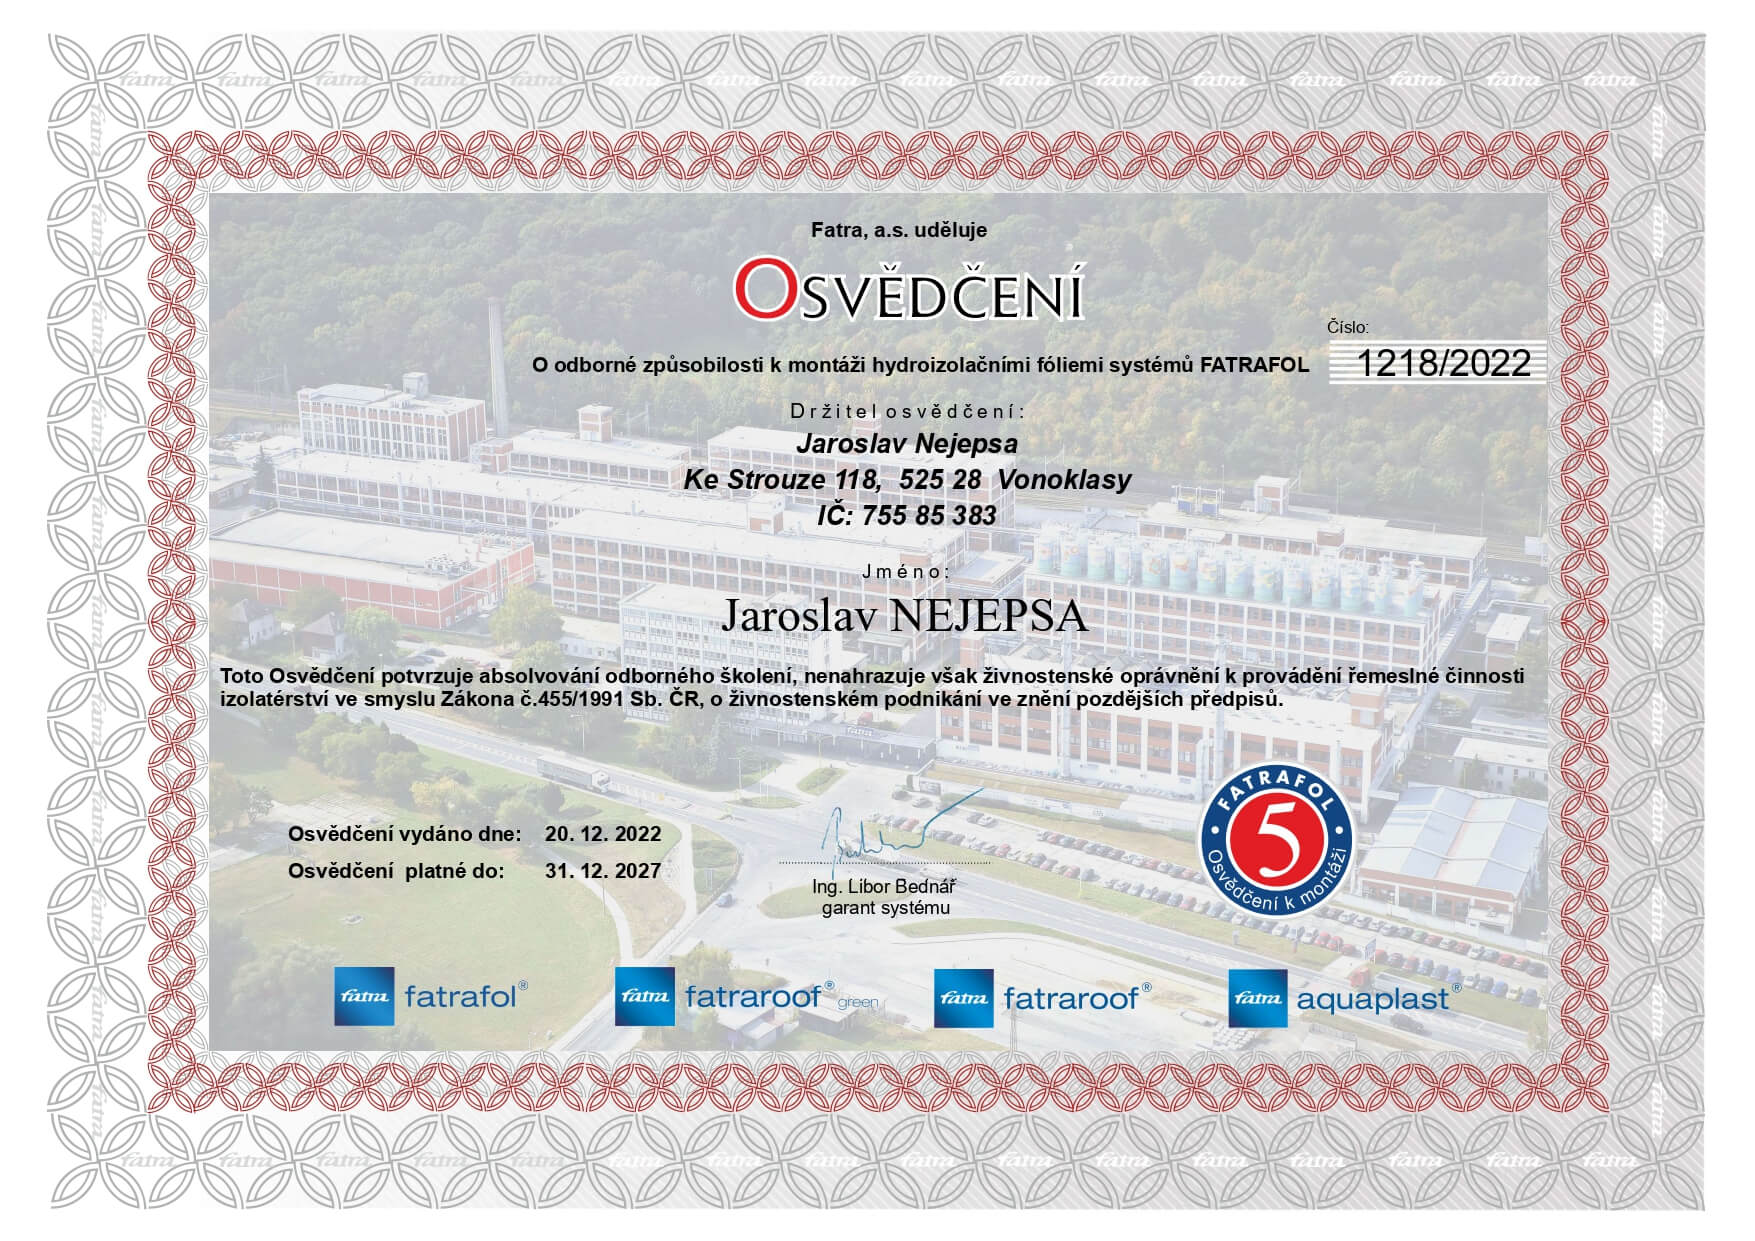 Fatra, a.s. uděluje
OSVĚDČENÍ
Číslo:
O odborné způsobilosti k montáži hydroizolačními fóliemi systémů FATRAFOL
1218/2022
Držitel osvědčení:
Jaroslav Nejepsa
Ke Strouze 118, 525 28 Vonoklasy
IČ: 755 85 383
Jméno:
Jaroslav NEJEPSA
Toto Osvědčení potvrzuje absolvování odborného školení, nenahrazuje však živnostenské oprávnění k provádění řemeslné činnosti
izolatérství ve smyslu Zákona č.455/1991 Sb. ČR, o živnostenském podnikání ve znění pozdějších předpisů.
Osvědčení vydáno dne: 20. 12. 2022
Osvědčení platné do: 31. 12. 2027
Ing. Libor Bednář
garant systému
FATRAFOL
5
Osvědčení k montáži
fatra fatrafol®
fatra fatraroof® green
fatra fatraroof®
fatra aquaplast®